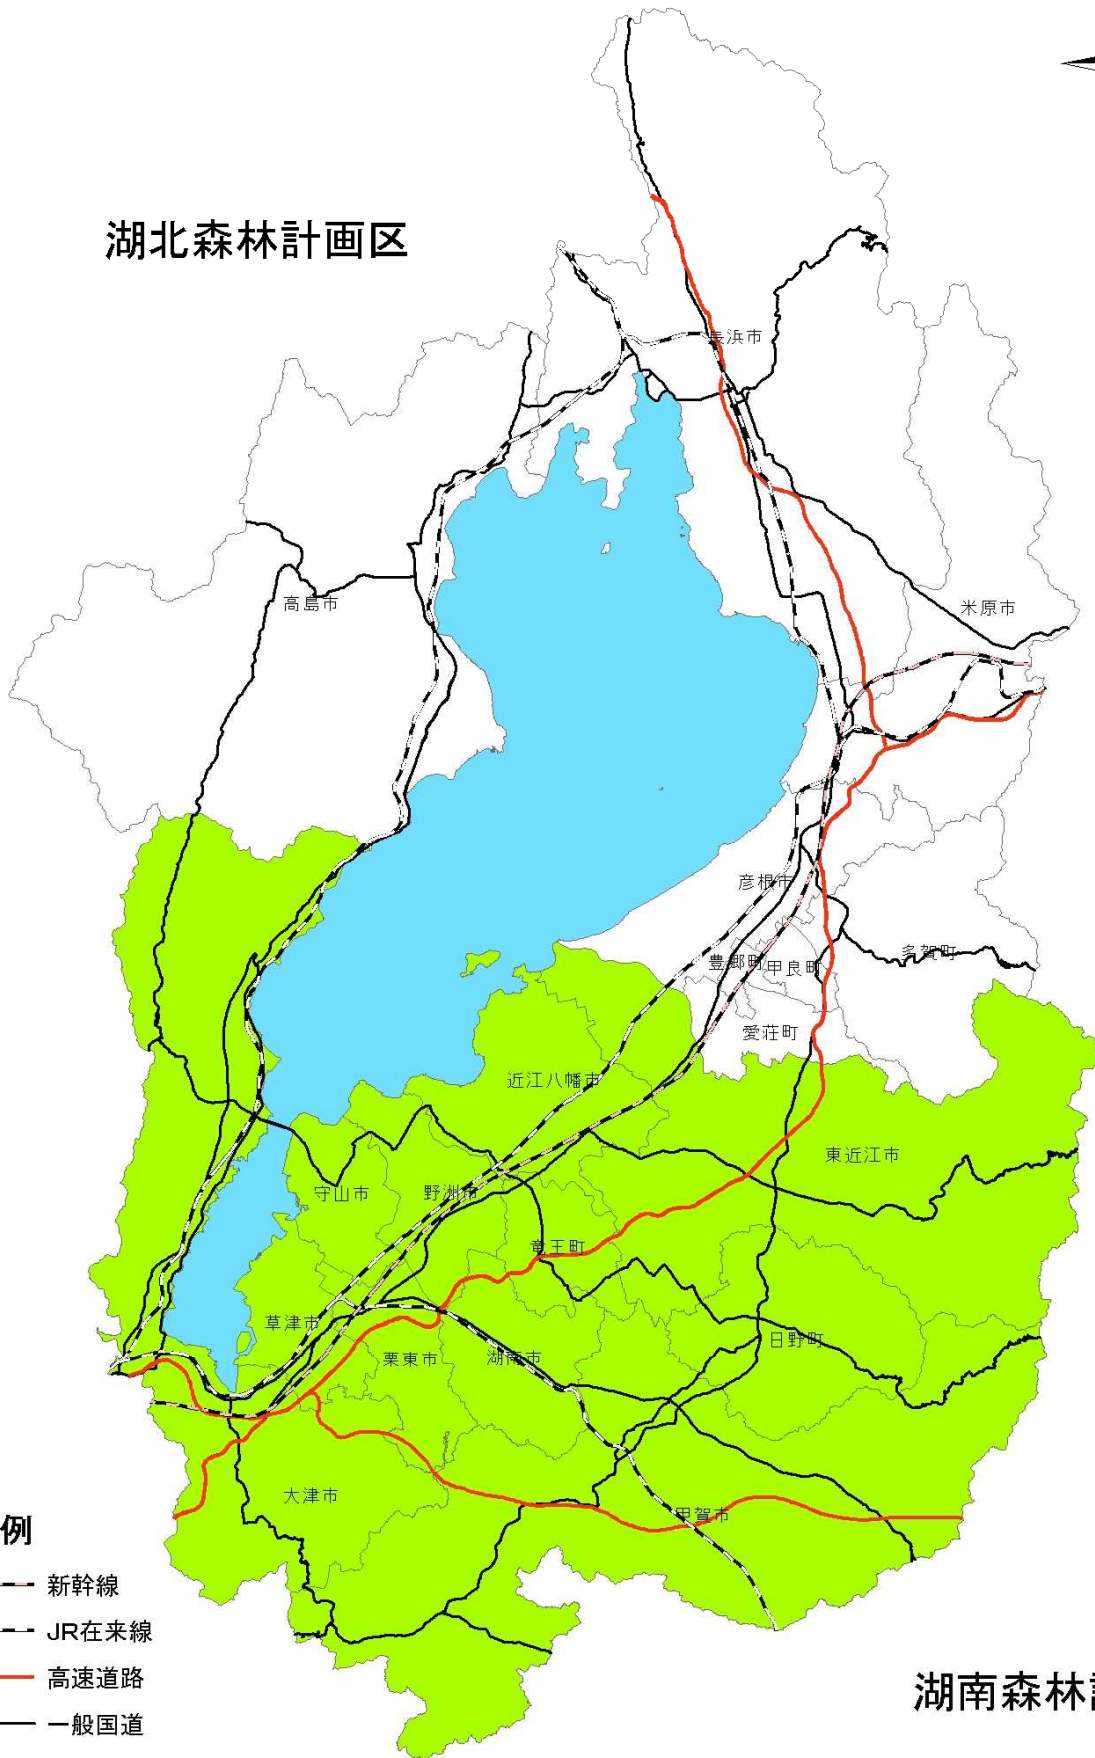 湖北森林計画区
長浜市
高島市
米原市
彦根市
多賀町
豊郷町
甲良町
愛荘町
近江八幡市
東近江市
守山市
野洲市
竜王町
草津市
日野町
栗東市
湖南市
大津市
甲賀市
例
新幹線
JR在来線
高速道路
一般国道
湖南森林